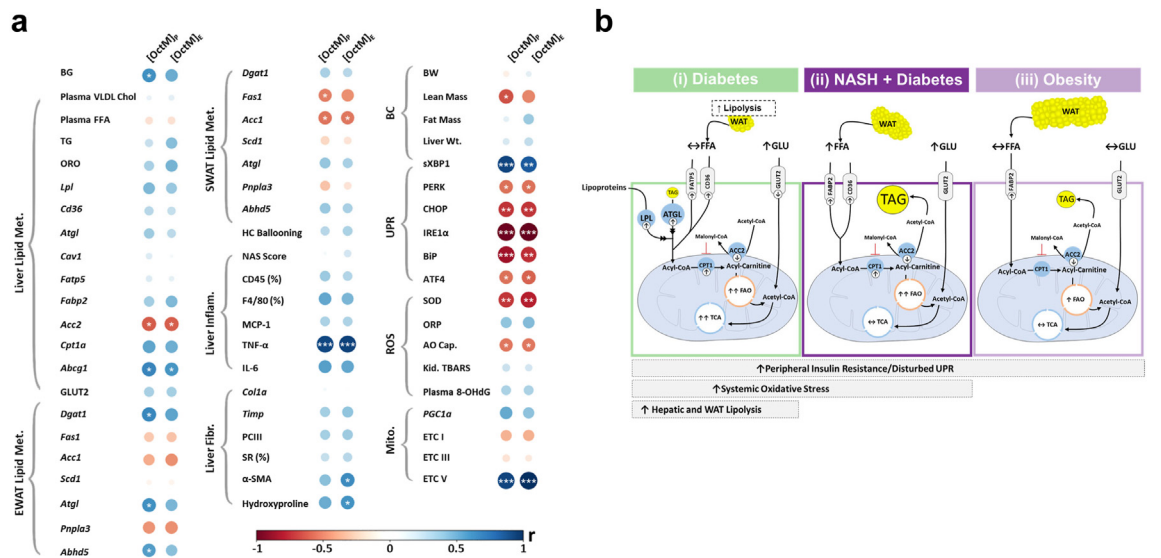 a
[OctM]P [OctM]E
BG *
Liver Lipid Met.
Plasma VLDL Chol
Plasma FFA
TG
ORO
Lpl
Cd36
Atgl
Cav1
Fatp5
Fabp2
Acc2 * *
Cpt1a
Abcg1 * *
GLUT2
EWAT Lipid Met.
Dgat1 *
Fas1
Acc1
Scd1
Atgl *
Pnpla3
Abhd5 *
[OctM]P [OctM]E
SWAT Lipid Met.
Dgat1
Fas1 *
Acc1 * *
Scd1
Atgl
Pnpla3
Abhd5
HC Ballooning
Liver Inflam.
NAS Score
CD45 (%)
F4/80 (%)
MCP-1
TNF-α *** ***
IL-6
Liver Fibr.
Col1a
Timp
PCIII
SR (%)
α-SMA *
Hydroxyproline *
[OctM]P [OctM]E
BC
BW
Lean Mass *
Fat Mass
Liver Wt.
UPR
sXBP1 *** **
PERK * *
CHOP ** **
IRE1α *** ***
BiP *** **
ATF4 * *
ROS
SOD ** **
ORP
AO Cap. * *
Kid. TBARS
Plasma 8-OHdG
Mito.
PGC1a
ETC I
ETC III
ETC V *** ***
r
-1 -0.5 0 0.5 1
b
(i) Diabetes
↑ Lipolysis
WAT
↔FFA
↑GLU
Lipoproteins
TAG
FATP5
CD36
GLUT2
LPL
ATGL
Acetyl-CoA
Malonyl-CoA
ACC2
CPT1
Acyl-CoA
Acyl-Carnitine
↑↑ FAO
Acetyl-CoA
↑↑ TCA
(ii) NASH + Diabetes
WAT
↑FFA
↑GLU
FABP2
CD36
GLUT2
TAG
Acetyl-CoA
Malonyl-CoA
ACC2
CPT1
Acyl-CoA
Acyl-Carnitine
↑↑ FAO
Acetyl-CoA
↔ TCA
(iii) Obesity
WAT
↔FFA
↔GLU
FABP2
GLUT2
TAG
Acetyl-CoA
Malonyl-CoA
ACC2
CPT1
Acyl-CoA
Acyl-Carnitine
↑ FAO
Acetyl-CoA
↔ TCA
↑Peripheral Insulin Resistance/Disturbed UPR
↑Systemic Oxidative Stress
↑ Hepatic and WAT Lipolysis